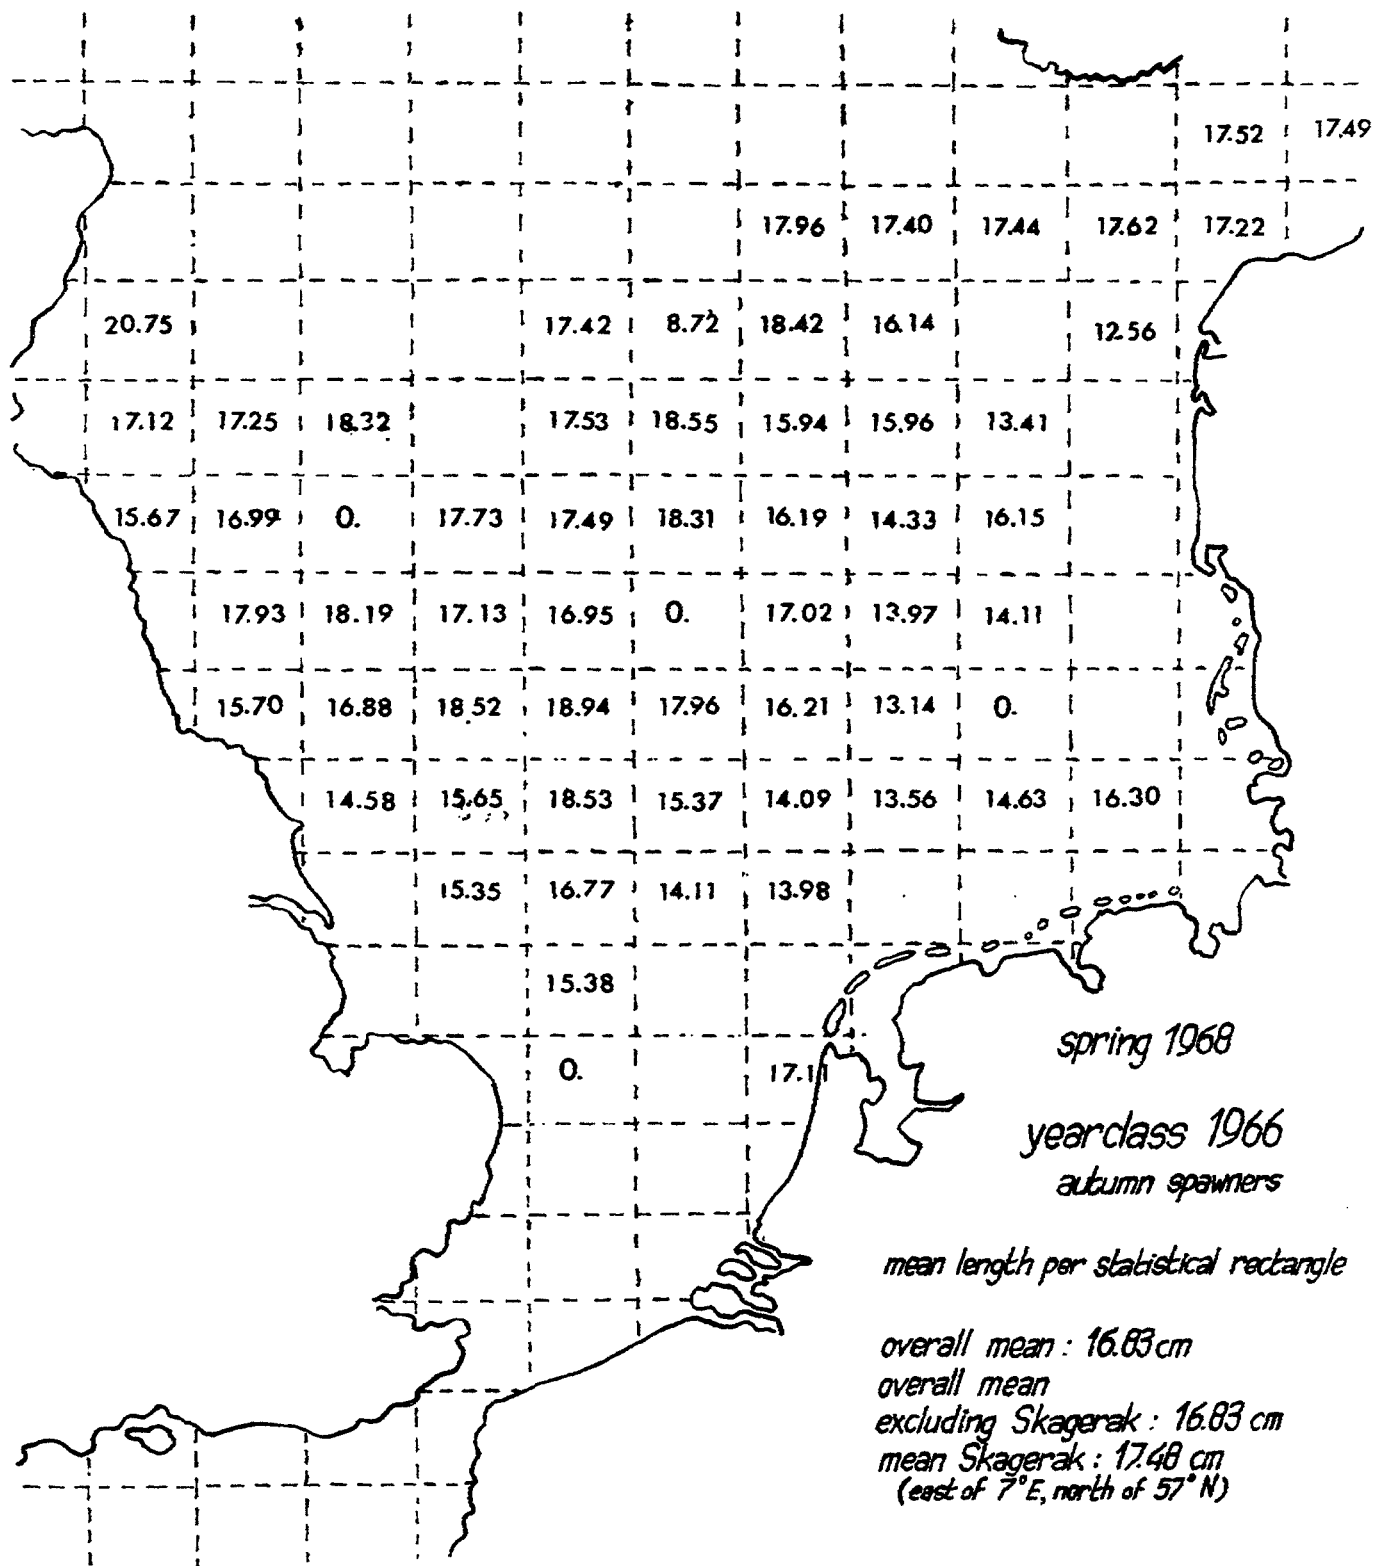 17.52 17.49
17.96 17.40 17.44 17.62 17.22
20.75 17.42 8.72 18.42 16.14 12.56
17.12 17.25 18.32 17.53 18.55 15.94 15.96 13.41
15.67 16.99 0. 17.73 17.49 18.31 16.19 14.33 16.15
17.93 18.19 17.13 16.95 0. 17.02 13.97 14.11
15.70 16.88 18.52 18.94 17.96 16.21 13.14 0.
14.58 15.65 18.53 15.37 14.09 13.56 14.63 16.30
15.35 16.77 14.11 13.98
15.38
0. 17.11
spring 1968
yearclass 1966
autumn spawners
mean length per statistical rectangle
overall mean : 16.83 cm
overall mean
excluding Skagerak : 16.83 cm
mean Skagerak : 17.48 cm
(east of 7° E, north of 57° N)